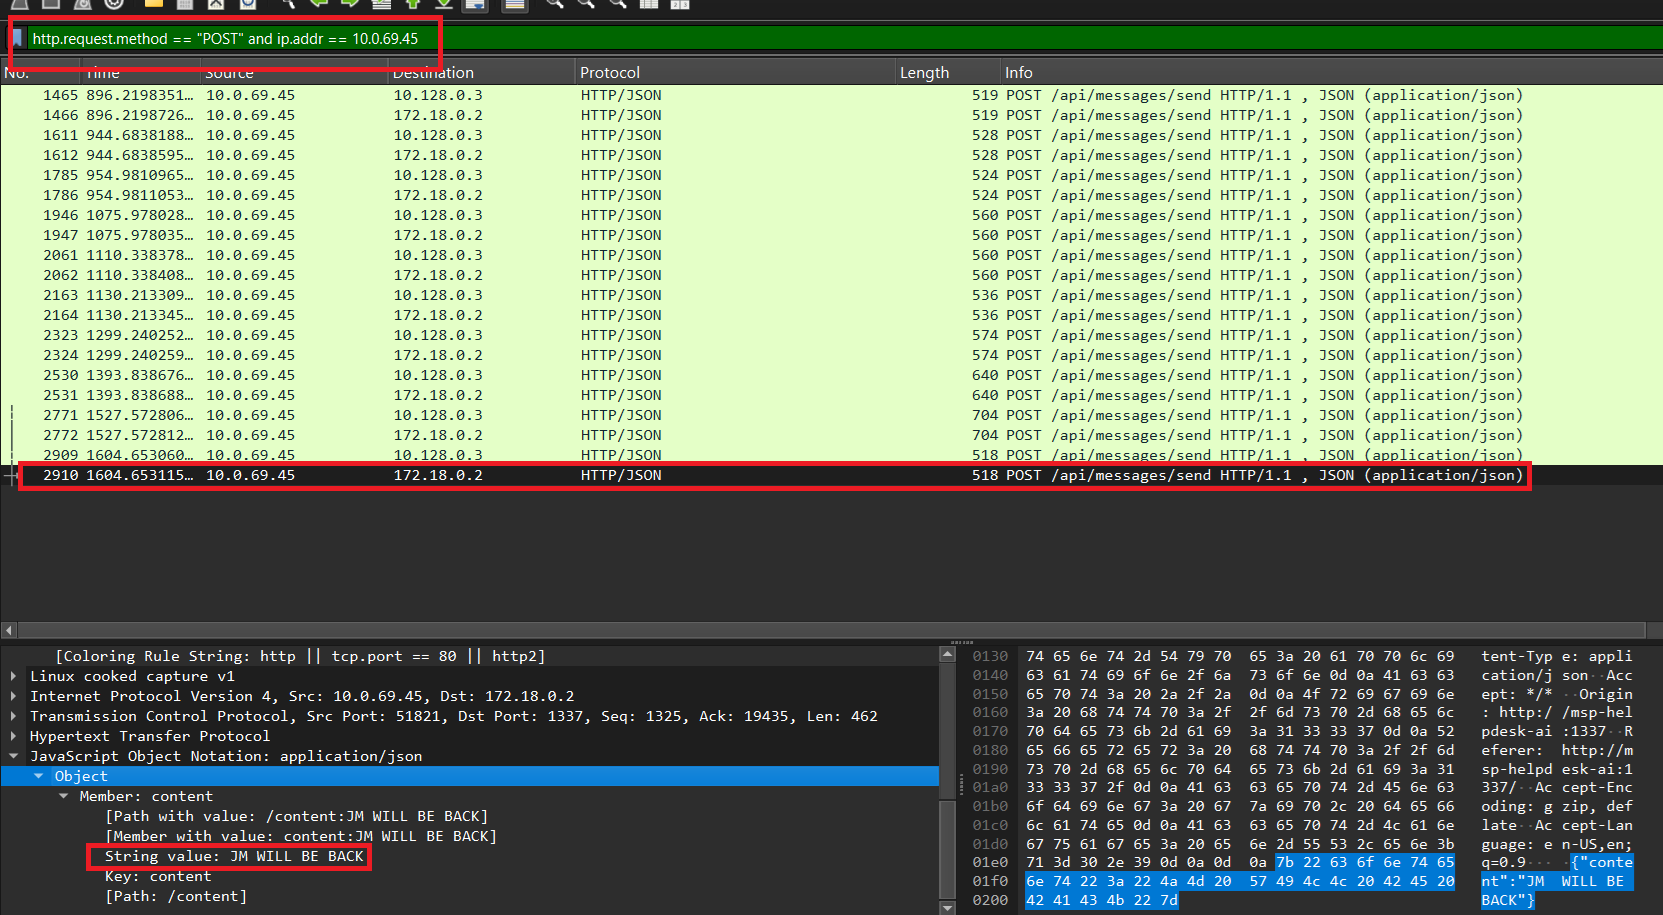 http.request.method == "POST" and ip.addr == 10.0.69.45
No. Time Source Destination Protocol Length Info
1465 896.2198351… 10.0.69.45 10.128.0.3 HTTP/JSON 519 POST /api/messages/send HTTP/1.1 , JSON (application/json)
1466 896.2198726… 10.0.69.45 172.18.0.2 HTTP/JSON 519 POST /api/messages/send HTTP/1.1 , JSON (application/json)
1611 944.6838188… 10.0.69.45 10.128.0.3 HTTP/JSON 528 POST /api/messages/send HTTP/1.1 , JSON (application/json)
1612 944.6838595… 10.0.69.45 172.18.0.2 HTTP/JSON 528 POST /api/messages/send HTTP/1.1 , JSON (application/json)
1785 954.9810965… 10.0.69.45 10.128.0.3 HTTP/JSON 524 POST /api/messages/send HTTP/1.1 , JSON (application/json)
1786 954.9811053… 10.0.69.45 172.18.0.2 HTTP/JSON 524 POST /api/messages/send HTTP/1.1 , JSON (application/json)
1946 1075.978028… 10.0.69.45 10.128.0.3 HTTP/JSON 560 POST /api/messages/send HTTP/1.1 , JSON (application/json)
1947 1075.978035… 10.0.69.45 172.18.0.2 HTTP/JSON 560 POST /api/messages/send HTTP/1.1 , JSON (application/json)
2061 1110.338378… 10.0.69.45 10.128.0.3 HTTP/JSON 560 POST /api/messages/send HTTP/1.1 , JSON (application/json)
2062 1110.338408… 10.0.69.45 172.18.0.2 HTTP/JSON 560 POST /api/messages/send HTTP/1.1 , JSON (application/json)
2163 1130.213309… 10.0.69.45 10.128.0.3 HTTP/JSON 536 POST /api/messages/send HTTP/1.1 , JSON (application/json)
2164 1130.213345… 10.0.69.45 172.18.0.2 HTTP/JSON 536 POST /api/messages/send HTTP/1.1 , JSON (application/json)
2323 1299.240252… 10.0.69.45 10.128.0.3 HTTP/JSON 574 POST /api/messages/send HTTP/1.1 , JSON (application/json)
2324 1299.240259… 10.0.69.45 172.18.0.2 HTTP/JSON 574 POST /api/messages/send HTTP/1.1 , JSON (application/json)
2530 1393.838676… 10.0.69.45 10.128.0.3 HTTP/JSON 640 POST /api/messages/send HTTP/1.1 , JSON (application/json)
2531 1393.838688… 10.0.69.45 172.18.0.2 HTTP/JSON 640 POST /api/messages/send HTTP/1.1 , JSON (application/json)
2771 1527.572806… 10.0.69.45 10.128.0.3 HTTP/JSON 704 POST /api/messages/send HTTP/1.1 , JSON (application/json)
2772 1527.572812… 10.0.69.45 172.18.0.2 HTTP/JSON 704 POST /api/messages/send HTTP/1.1 , JSON (application/json)
2909 1604.653060… 10.0.69.45 10.128.0.3 HTTP/JSON 518 POST /api/messages/send HTTP/1.1 , JSON (application/json)
2910 1604.653115… 10.0.69.45 172.18.0.2 HTTP/JSON 518 POST /api/messages/send HTTP/1.1 , JSON (application/json)
[Coloring Rule String: http || tcp.port == 80 || http2]
Linux cooked capture v1
Internet Protocol Version 4, Src: 10.0.69.45, Dst: 172.18.0.2
Transmission Control Protocol, Src Port: 51821, Dst Port: 1337, Seq: 1325, Ack: 19435, Len: 462
Hypertext Transfer Protocol
JavaScript Object Notation: application/json
Object
Member: content
[Path with value: /content:JM WILL BE BACK]
[Member with value: content:JM WILL BE BACK]
String value: JM WILL BE BACK
Key: content
[Path: /content]
0130 74 65 6e 74 2d 54 79 70 65 3a 20 61 70 70 6c 69 tent-Typ e: appli
0140 63 61 74 69 6f 6e 2f 6a 73 6f 6e 0d 0a 41 63 63 cation/j son··Acc
0150 65 70 74 3a 20 2a 2f 2a 0d 0a 4f 72 69 67 69 6e ept: */* ··Origin
0160 3a 20 68 74 74 70 3a 2f 2f 6d 73 70 2d 68 65 6c : http:/ /msp-hel
0170 70 64 65 73 6b 2d 61 69 3a 31 33 33 37 0d 0a 52 pdesk-ai :1337··R
0180 65 66 65 72 65 72 3a 20 68 74 74 70 3a 2f 2f 6d eferer: http://m
0190 73 70 2d 68 65 6c 70 64 65 73 6b 2d 61 69 3a 31 sp-helpd esk-ai:1
01a0 33 33 37 2f 0d 0a 41 63 63 65 70 74 2d 45 6e 63 337/··Ac cept-Enc
01b0 6f 64 69 6e 67 3a 20 67 7a 69 70 2c 20 64 65 66 oding: g zip, def
01c0 6c 61 74 65 0d 0a 41 63 63 65 70 74 2d 4c 61 6e late··Ac cept-Lan
01d0 67 75 61 67 65 3a 20 65 6e 2d 55 53 2c 65 6e 3b guage: e n-US,en;
01e0 71 3d 30 2e 39 0d 0a 0d 0a 7b 22 63 6f 6e 74 65 q=0.9··· ·{"conte
01f0 6e 74 22 3a 22 4a 4d 20 57 49 4c 4c 20 42 45 20 nt":"JM WILL BE
0200 42 41 43 4b 22 7d BACK"}